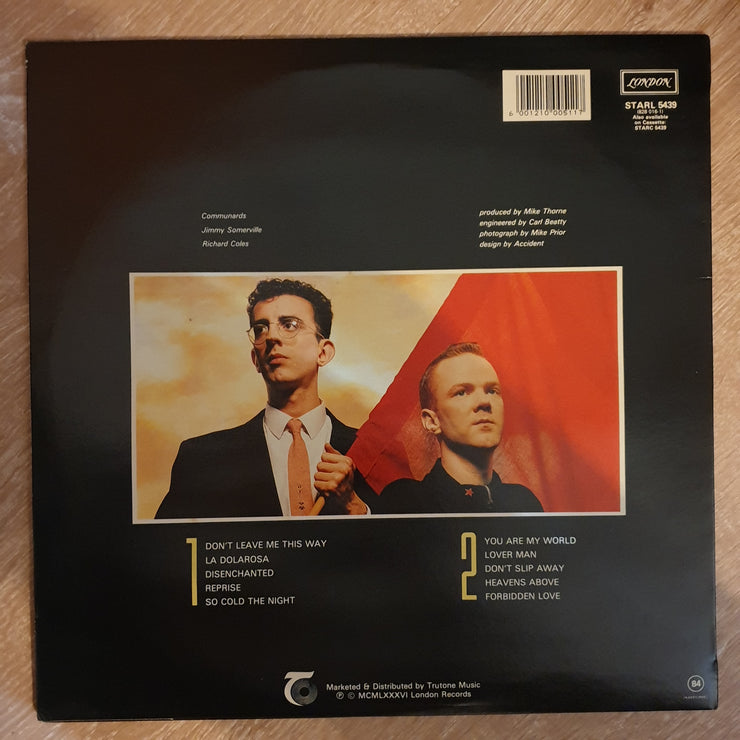 LONDON
STARL 5439
(828 016-1)
Also available
on Cassette:
STARC 5439
6 001210 005117
Communards
Jimmy Somerville
Richard Coles
produced by Mike Thorne
engineered by Carl Beatty
photograph by Mike Prior
design by Accident
1
DON'T LEAVE ME THIS WAY
LA DOLAROSA
DISENCHANTED
REPRISE
SO COLD THE NIGHT
2
YOU ARE MY WORLD
LOVER MAN
DON'T SLIP AWAY
HEAVENS ABOVE
FORBIDDEN LOVE
Marketed & Distributed by Trutone Music
Ⓟ © MCMLXXXVI London Records
84